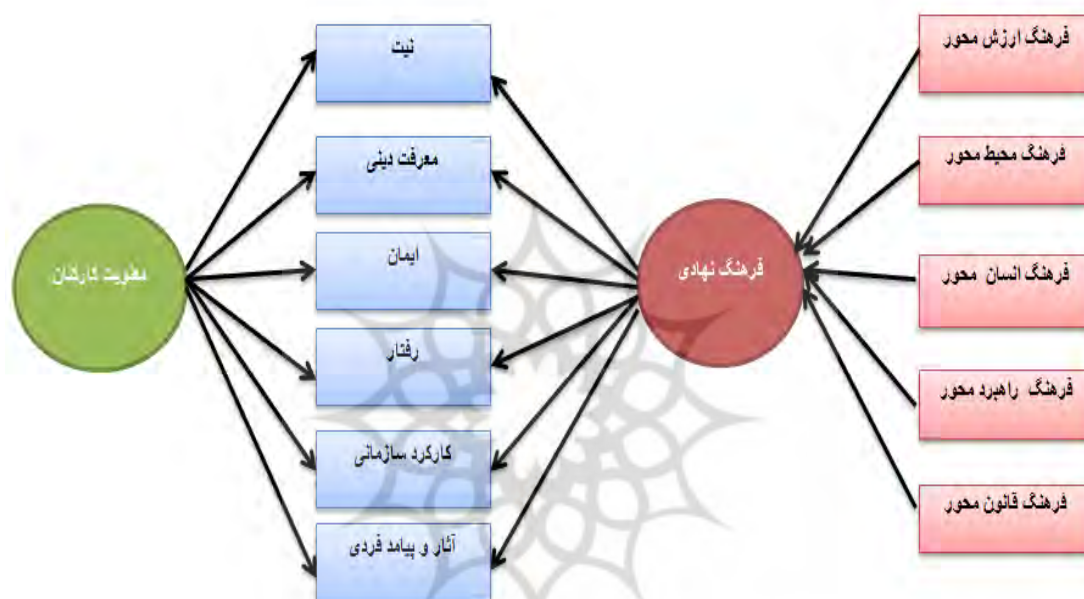 فرهنگ ارزش محور
فرهنگ محیط محور
فرهنگ انسان محور
فرهنگ راهبرد محور
فرهنگ قانون محور
فرهنگ نهادی
نیت
معرفت دینی
ایمان
رفتار
کارکرد سازمانی
آثار و پیامد فردی
معنویت کارکنان